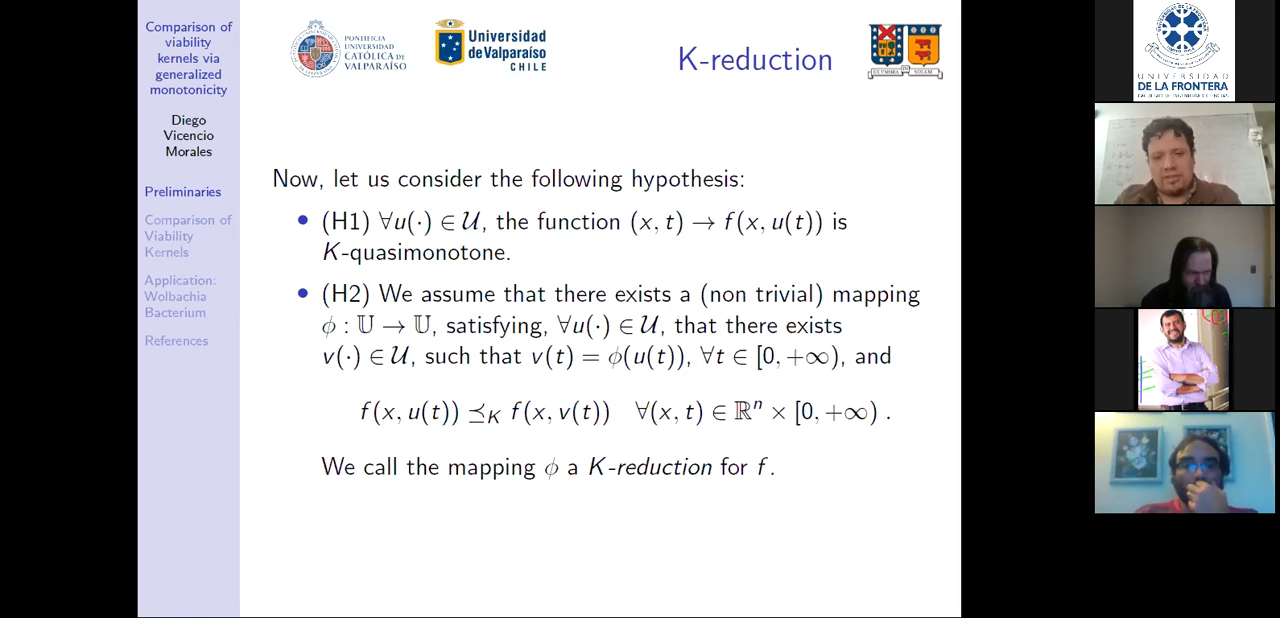 Comparison of
viability
kernels via
generalized
monotonicity
Diego
Vicencio
Morales
Preliminaries
Comparison of
Viability
Kernels
Application:
Wolbachia
Bacterium
References
PONTIFICIA
UNIVERSIDAD
CATÓLICA DE
VALPARAÍSO
Universidad
de Valparaíso
CHILE
K-reduction
Now, let us consider the following hypothesis:
• (H1) ∀u(·) ∈ 𝒰, the function (x, t) → f(x, u(t)) is
K-quasimonotone.
• (H2) We assume that there exists a (non trivial) mapping
ϕ : 𝕌 → 𝕌, satisfying, ∀u(·) ∈ 𝒰, that there exists
v(·) ∈ 𝒰, such that v(t) = ϕ(u(t)), ∀t ∈ [0, +∞), and
f(x, u(t)) ⪯K f(x, v(t)) ∀(x, t) ∈ ℝⁿ × [0, +∞) .
We call the mapping ϕ a K-reduction for f.
UNIVERSIDAD
DE LA FRONTERA